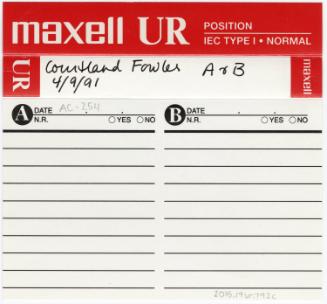 maxell UR POSITION
IEC TYPE I • NORMAL
UR Courtland Fowler A & B maxell
4/9/91
A DATE AC-254 B DATE
N.R. YES NO N.R. YES NO
2015.196.192c